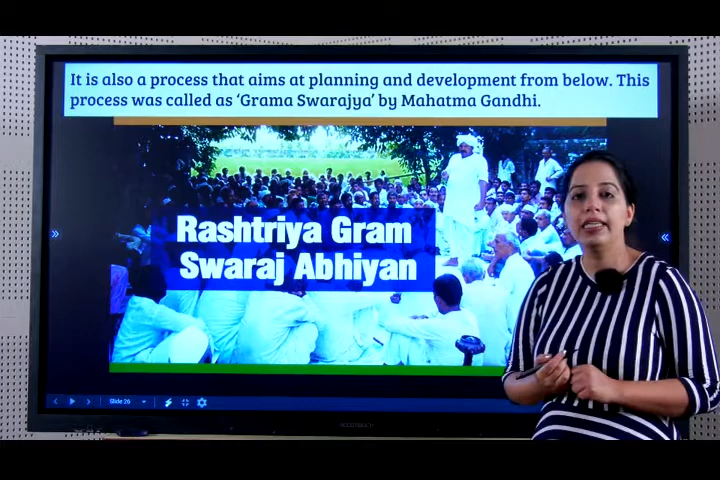 It is also a process that aims at planning and development from below. This
process was called as ‘Grama Swarajya’ by Mahatma Gandhi.
Rashtriya Gram
Swaraj Abhiyan
Slide 26